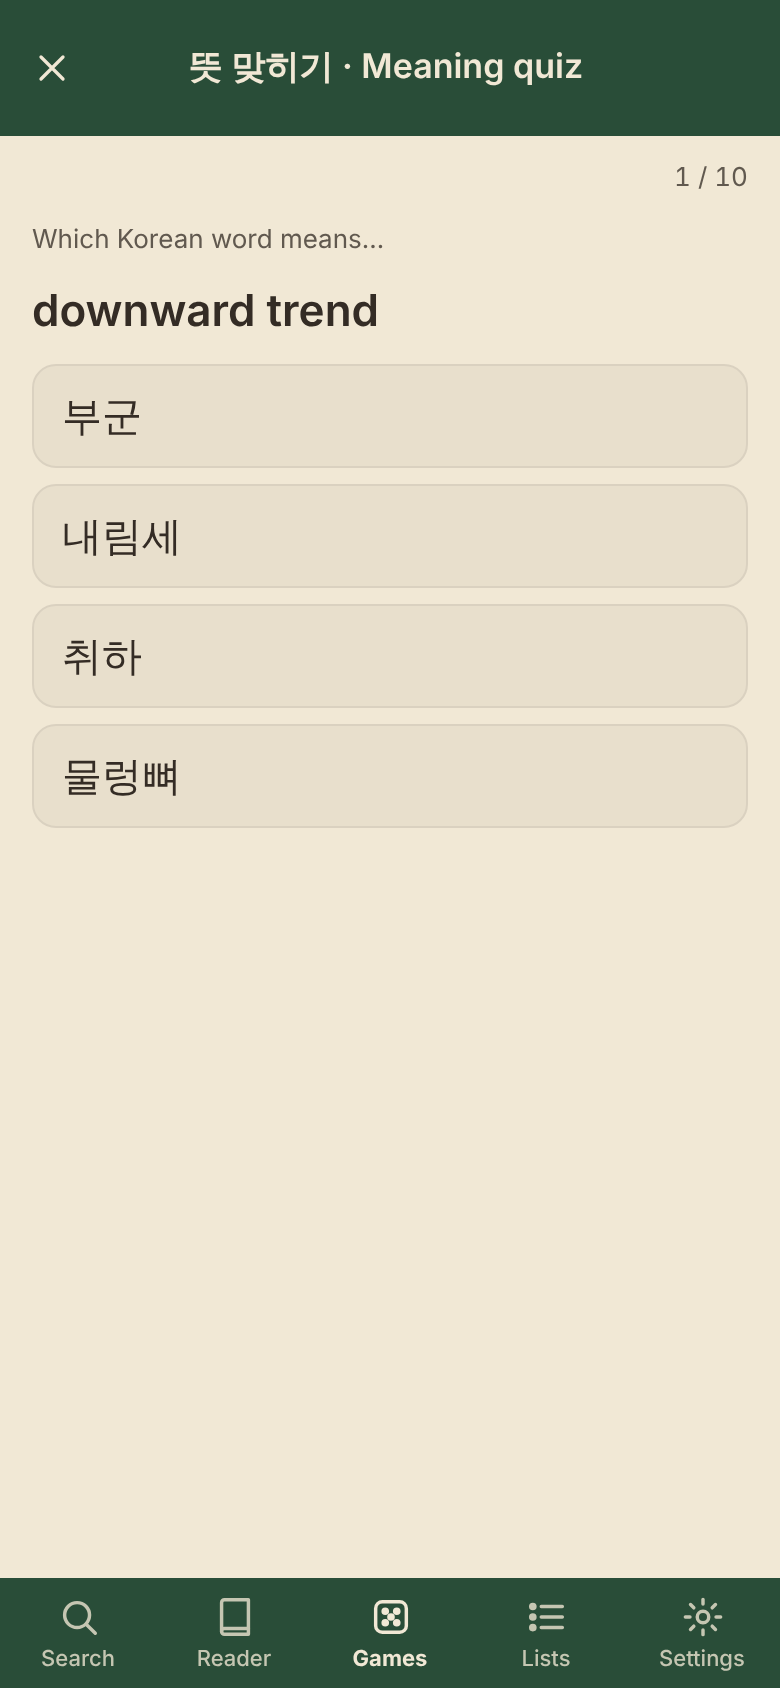 뜻 맞히기 · Meaning quiz
1 / 10
Which Korean word means...
downward trend
부군
내림세
취하
물렁뼈
Search
Reader
Games
Lists
Settings